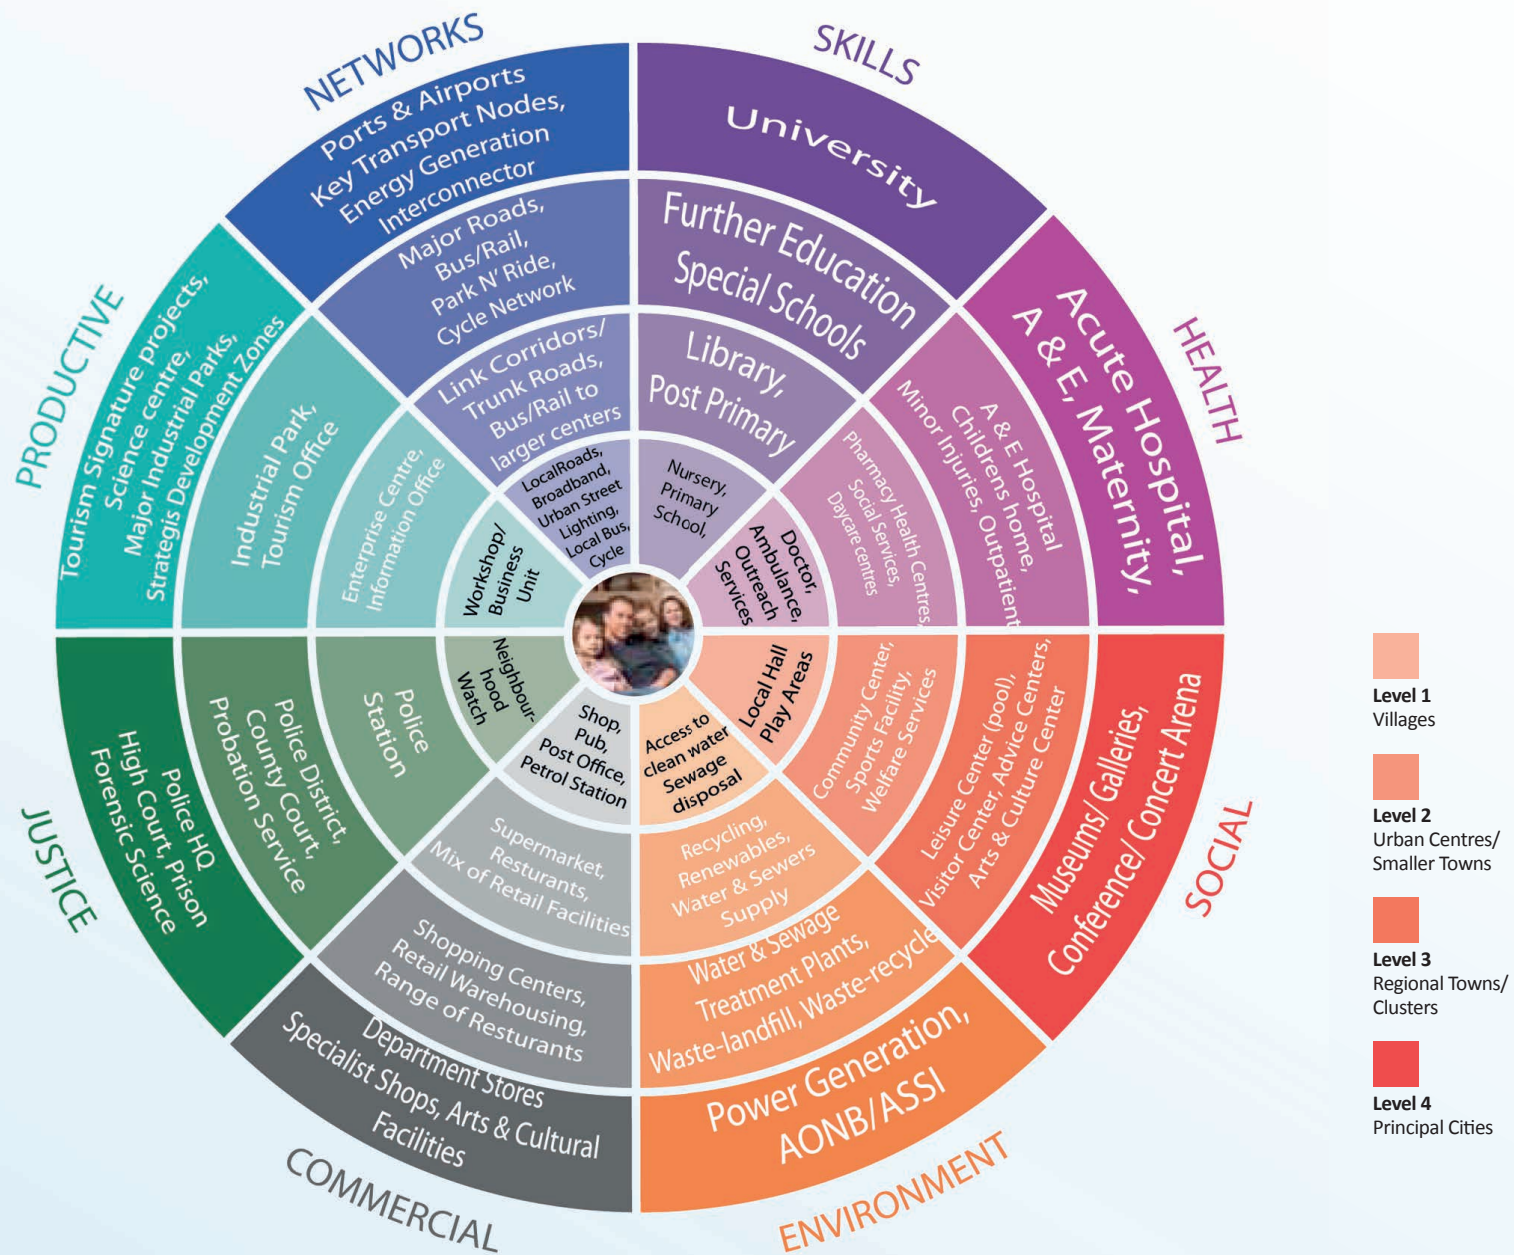 NETWORKS
Ports & Airports
Key Transport Nodes,
Energy Generation
Interconnector
Major Roads,
Bus/Rail,
Park N’ Ride,
Cycle Network
Link Corridors/
Trunk Roads,
Bus/Rail to
larger centers
LocalRoads,
Broadband,
Urban Street
Lighting,
Local Bus,
Cycle
SKILLS
University
Further Education
Special Schools
Library,
Post Primary
Nursery,
Primary
School,
HEALTH
Acute Hospital,
A & E, Maternity,
A & E Hospital
Childrens home,
Minor Injuries, Outpatient
Pharmacy Health Centres,
Social Services,
Daycare centres
Doctor,
Ambulance,
Outreach
Services
SOCIAL
Museums/ Galleries,
Conference/ Concert Arena
Leisure Center (pool),
Visitor Center, Advice Centers,
Arts & Culture Center
Community Center,
Sports Facility,
Welfare Services
Local Hall
Play Areas
ENVIRONMENT
Access to
clean water
Sewage
disposal
Recycling,
Renewables,
Water & Sewers
Supply
Water & Sewage
Treatment Plants,
Waste-landfill, Waste-recycle
Power Generation,
AONB/ASSI
COMMERCIAL
Shop,
Pub,
Post Office,
Petrol Station
Supermarket,
Resturants,
Mix of Retail Facilities
Shopping Centers,
Retail Warehousing,
Range of Resturants
Department Stores
Specialist Shops, Arts & Cultural
Facilities
JUSTICE
Police HQ
High Court, Prison
Forensic Science
Police District,
County Court,
Probation Service
Police
Station
Neighbour-
hood
Watch
PRODUCTIVE
Tourism Signature projects,
Science centre,
Major Industrial Parks,
Strategis Development Zones
Industrial Park,
Tourism Office
Enterprise Centre,
Information Office
Workshop/
Business
Unit
Level 1
Villages
Level 2
Urban Centres/
Smaller Towns
Level 3
Regional Towns/
Clusters
Level 4
Principal Cities